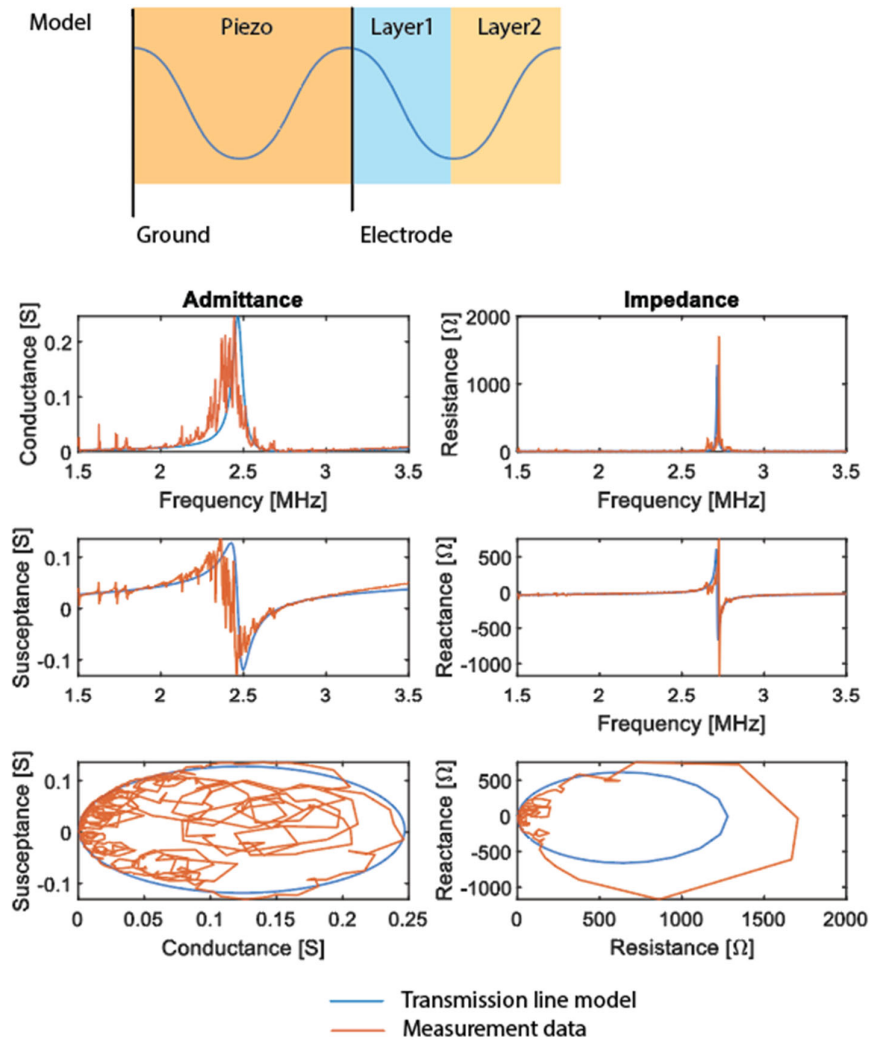 Model
Piezo
Layer1
Layer2
Ground
Electrode
Admittance
Conductance [S]
0.2
0.1
0
1.5
2
2.5
3
3.5
Frequency [MHz]
Impedance
Resistance [Ω]
2000
1000
0
1.5
2
2.5
3
3.5
Frequency [MHz]
Susceptance [S]
0.1
0
-0.1
1.5
2
2.5
3
3.5
Reactance [Ω]
500
0
-500
-1000
1.5
2
2.5
3
3.5
Frequency [MHz]
Susceptance [S]
0.1
0
-0.1
0
0.05
0.1
0.15
0.2
0.25
Conductance [S]
Reactance [Ω]
500
0
-500
-1000
0
500
1000
1500
2000
Resistance [Ω]
Transmission line model
Measurement data